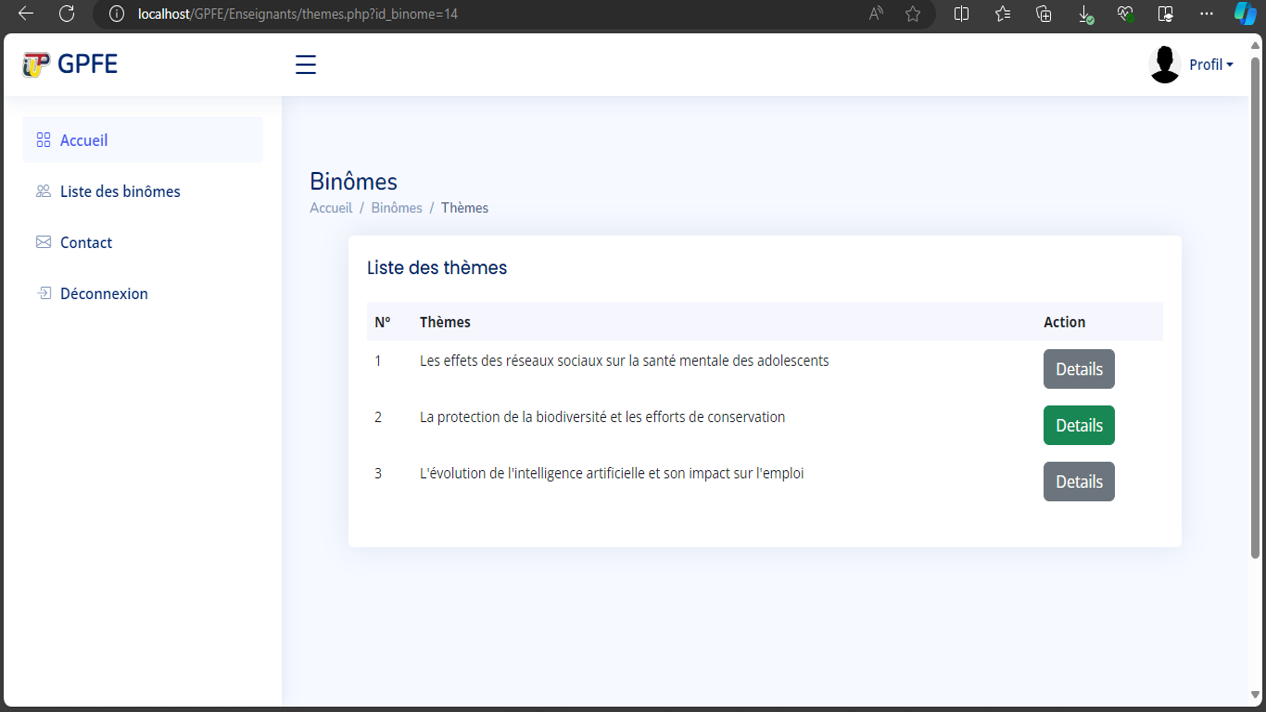 localhost/GPFE/Enseignants/themes.php?id_binome=14
GPFE
Profil
Accueil
Liste des binômes
Contact
Déconnexion
Binômes
Accueil / Binômes / Thèmes
Liste des thèmes
N° Thèmes Action
1 Les effets des réseaux sociaux sur la santé mentale des adolescents Details
2 La protection de la biodiversité et les efforts de conservation Details
3 L'évolution de l'intelligence artificielle et son impact sur l'emploi Details